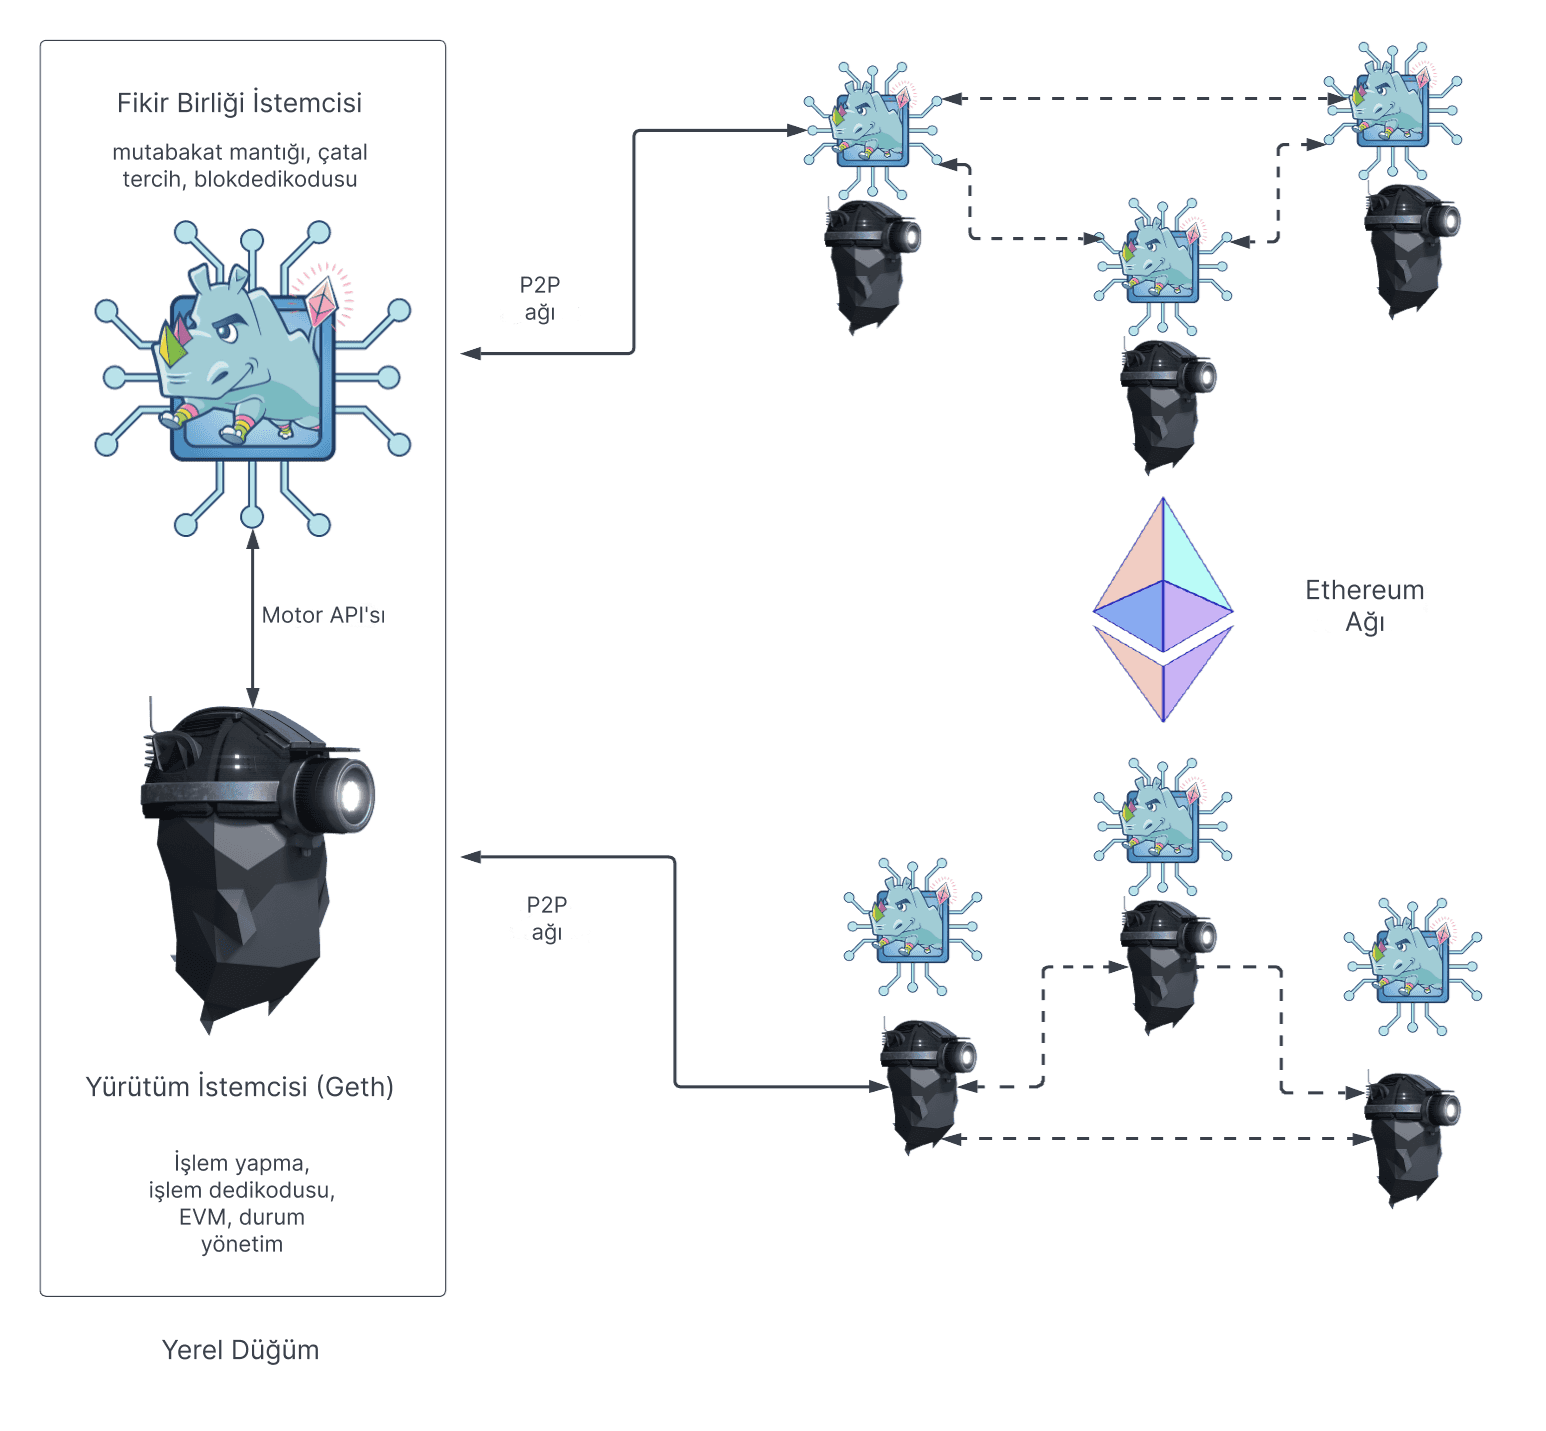 Fikir Birliği İstemcisi
mutabakat mantığı, çatal
tercih, blokdedikodusu
Motor API'sı
Yürütüm İstemcisi (Geth)
İşlem yapma,
işlem dedikodusu,
EVM, durum
yönetim
Yerel Düğüm
P2P
ağı
P2P
ağı
Ethereum
Ağı